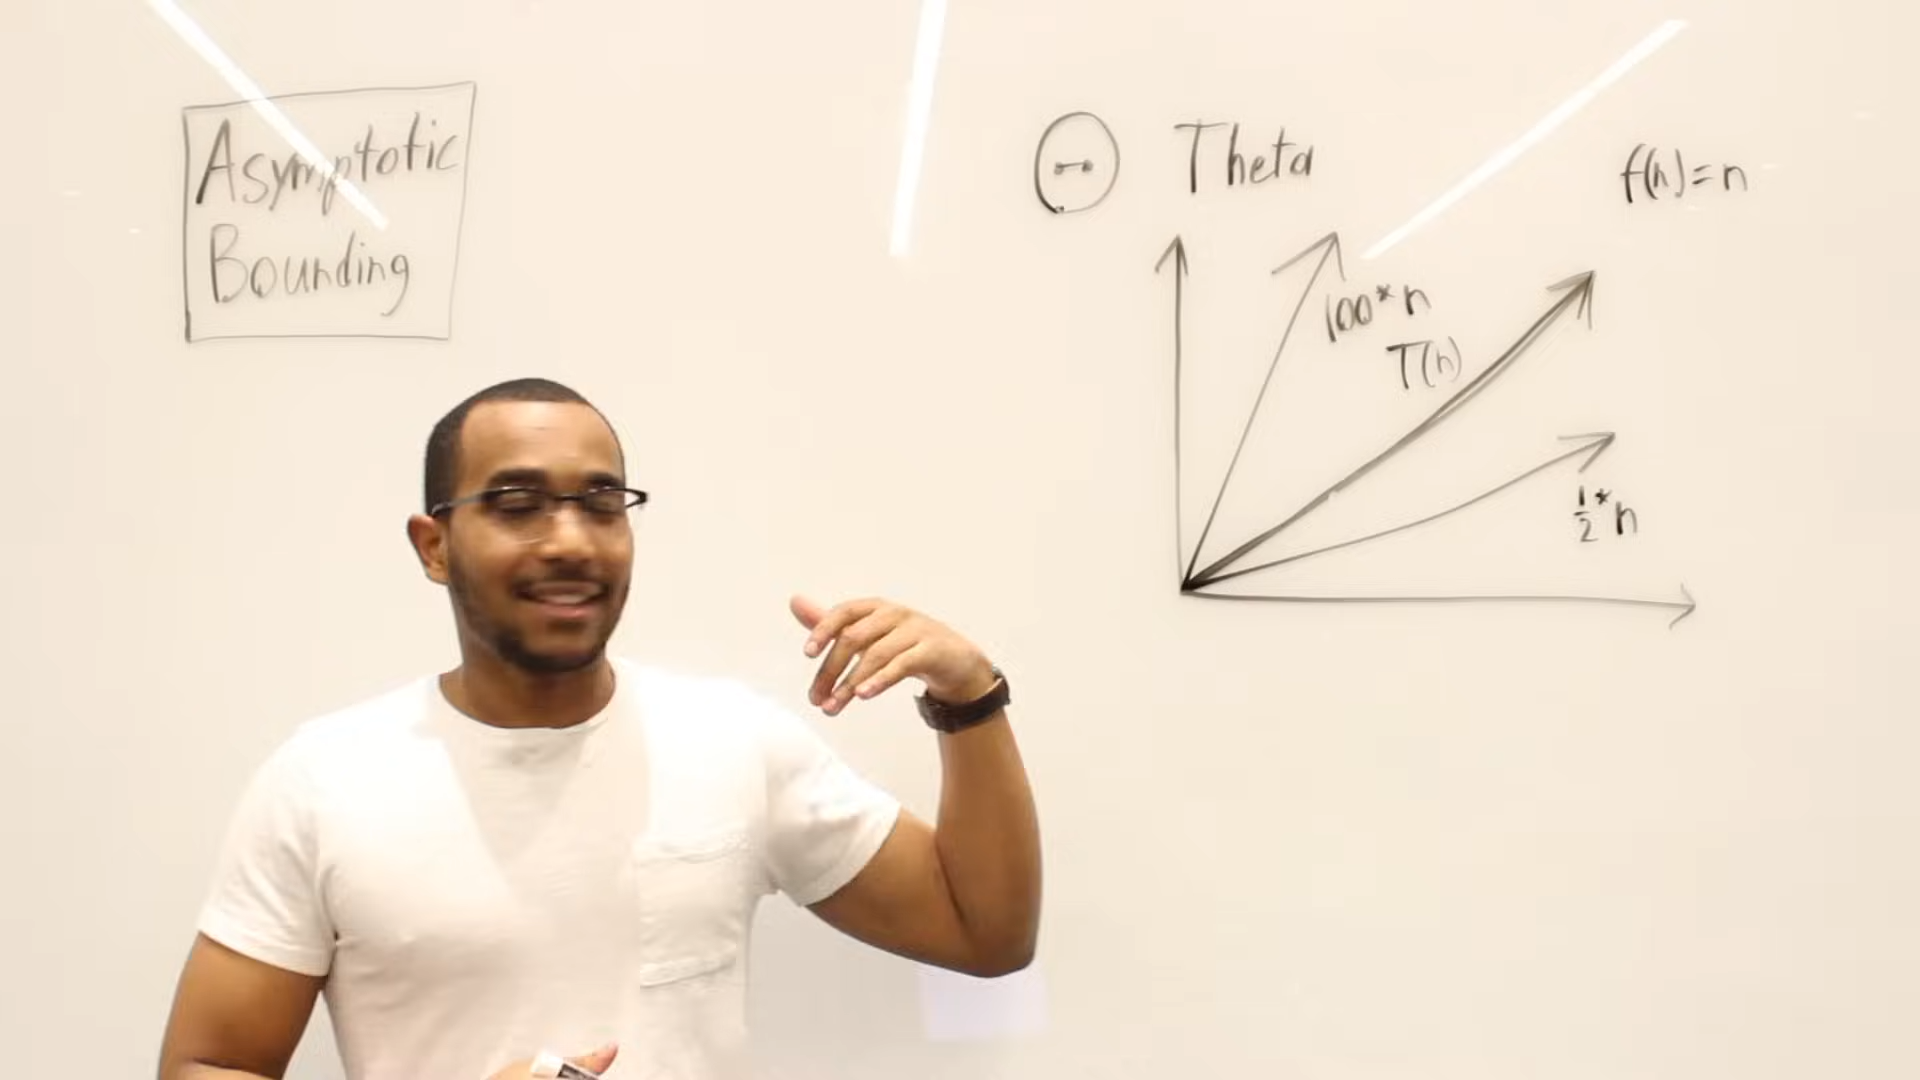 Asymptotic
Bounding
Θ Theta
f(n)=n
100*n
T(n)
1/2*n